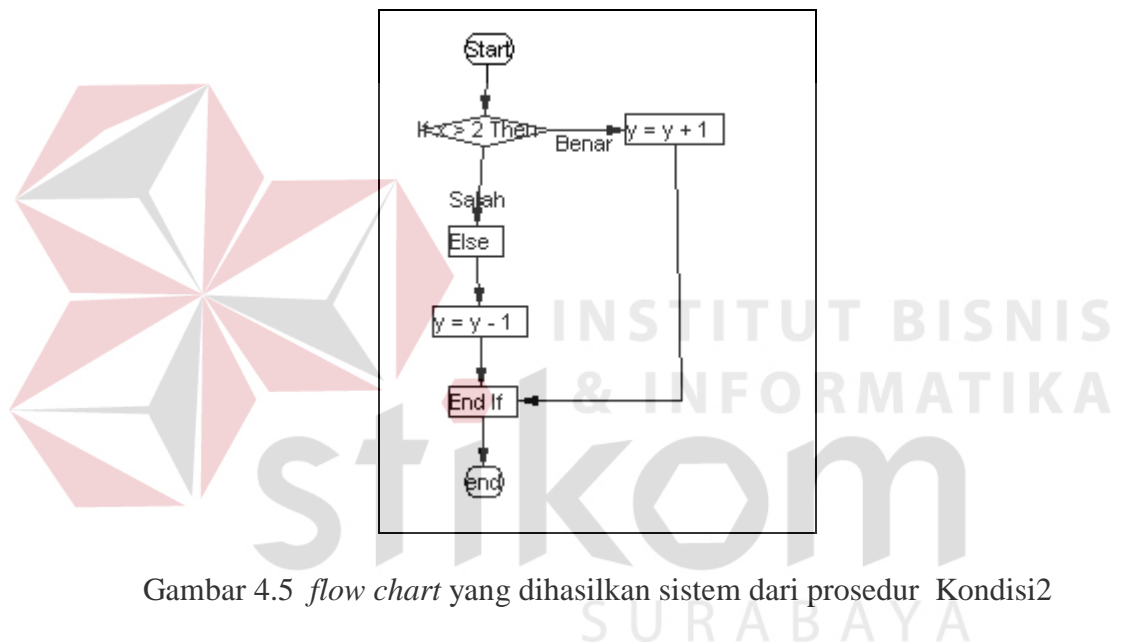 Start
If x > 2 Then
Benar
y = y + 1
Salah
Else
y = y - 1
End If
end
INSTITUT BISNIS
& INFORMATIKA
stikom
SURABAYA
Gambar 4.5 flow chart yang dihasilkan sistem dari prosedur Kondisi2